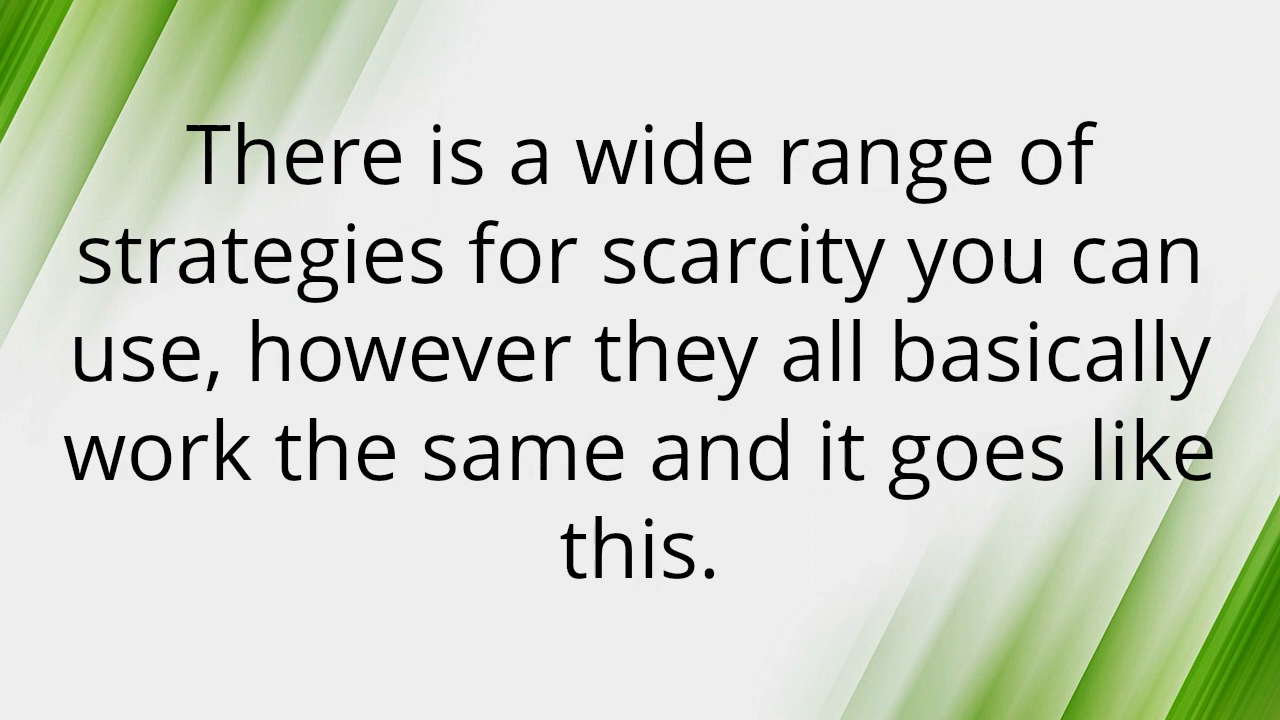 There is a wide range of
strategies for scarcity you can
use, however they all basically
work the same and it goes like
this.